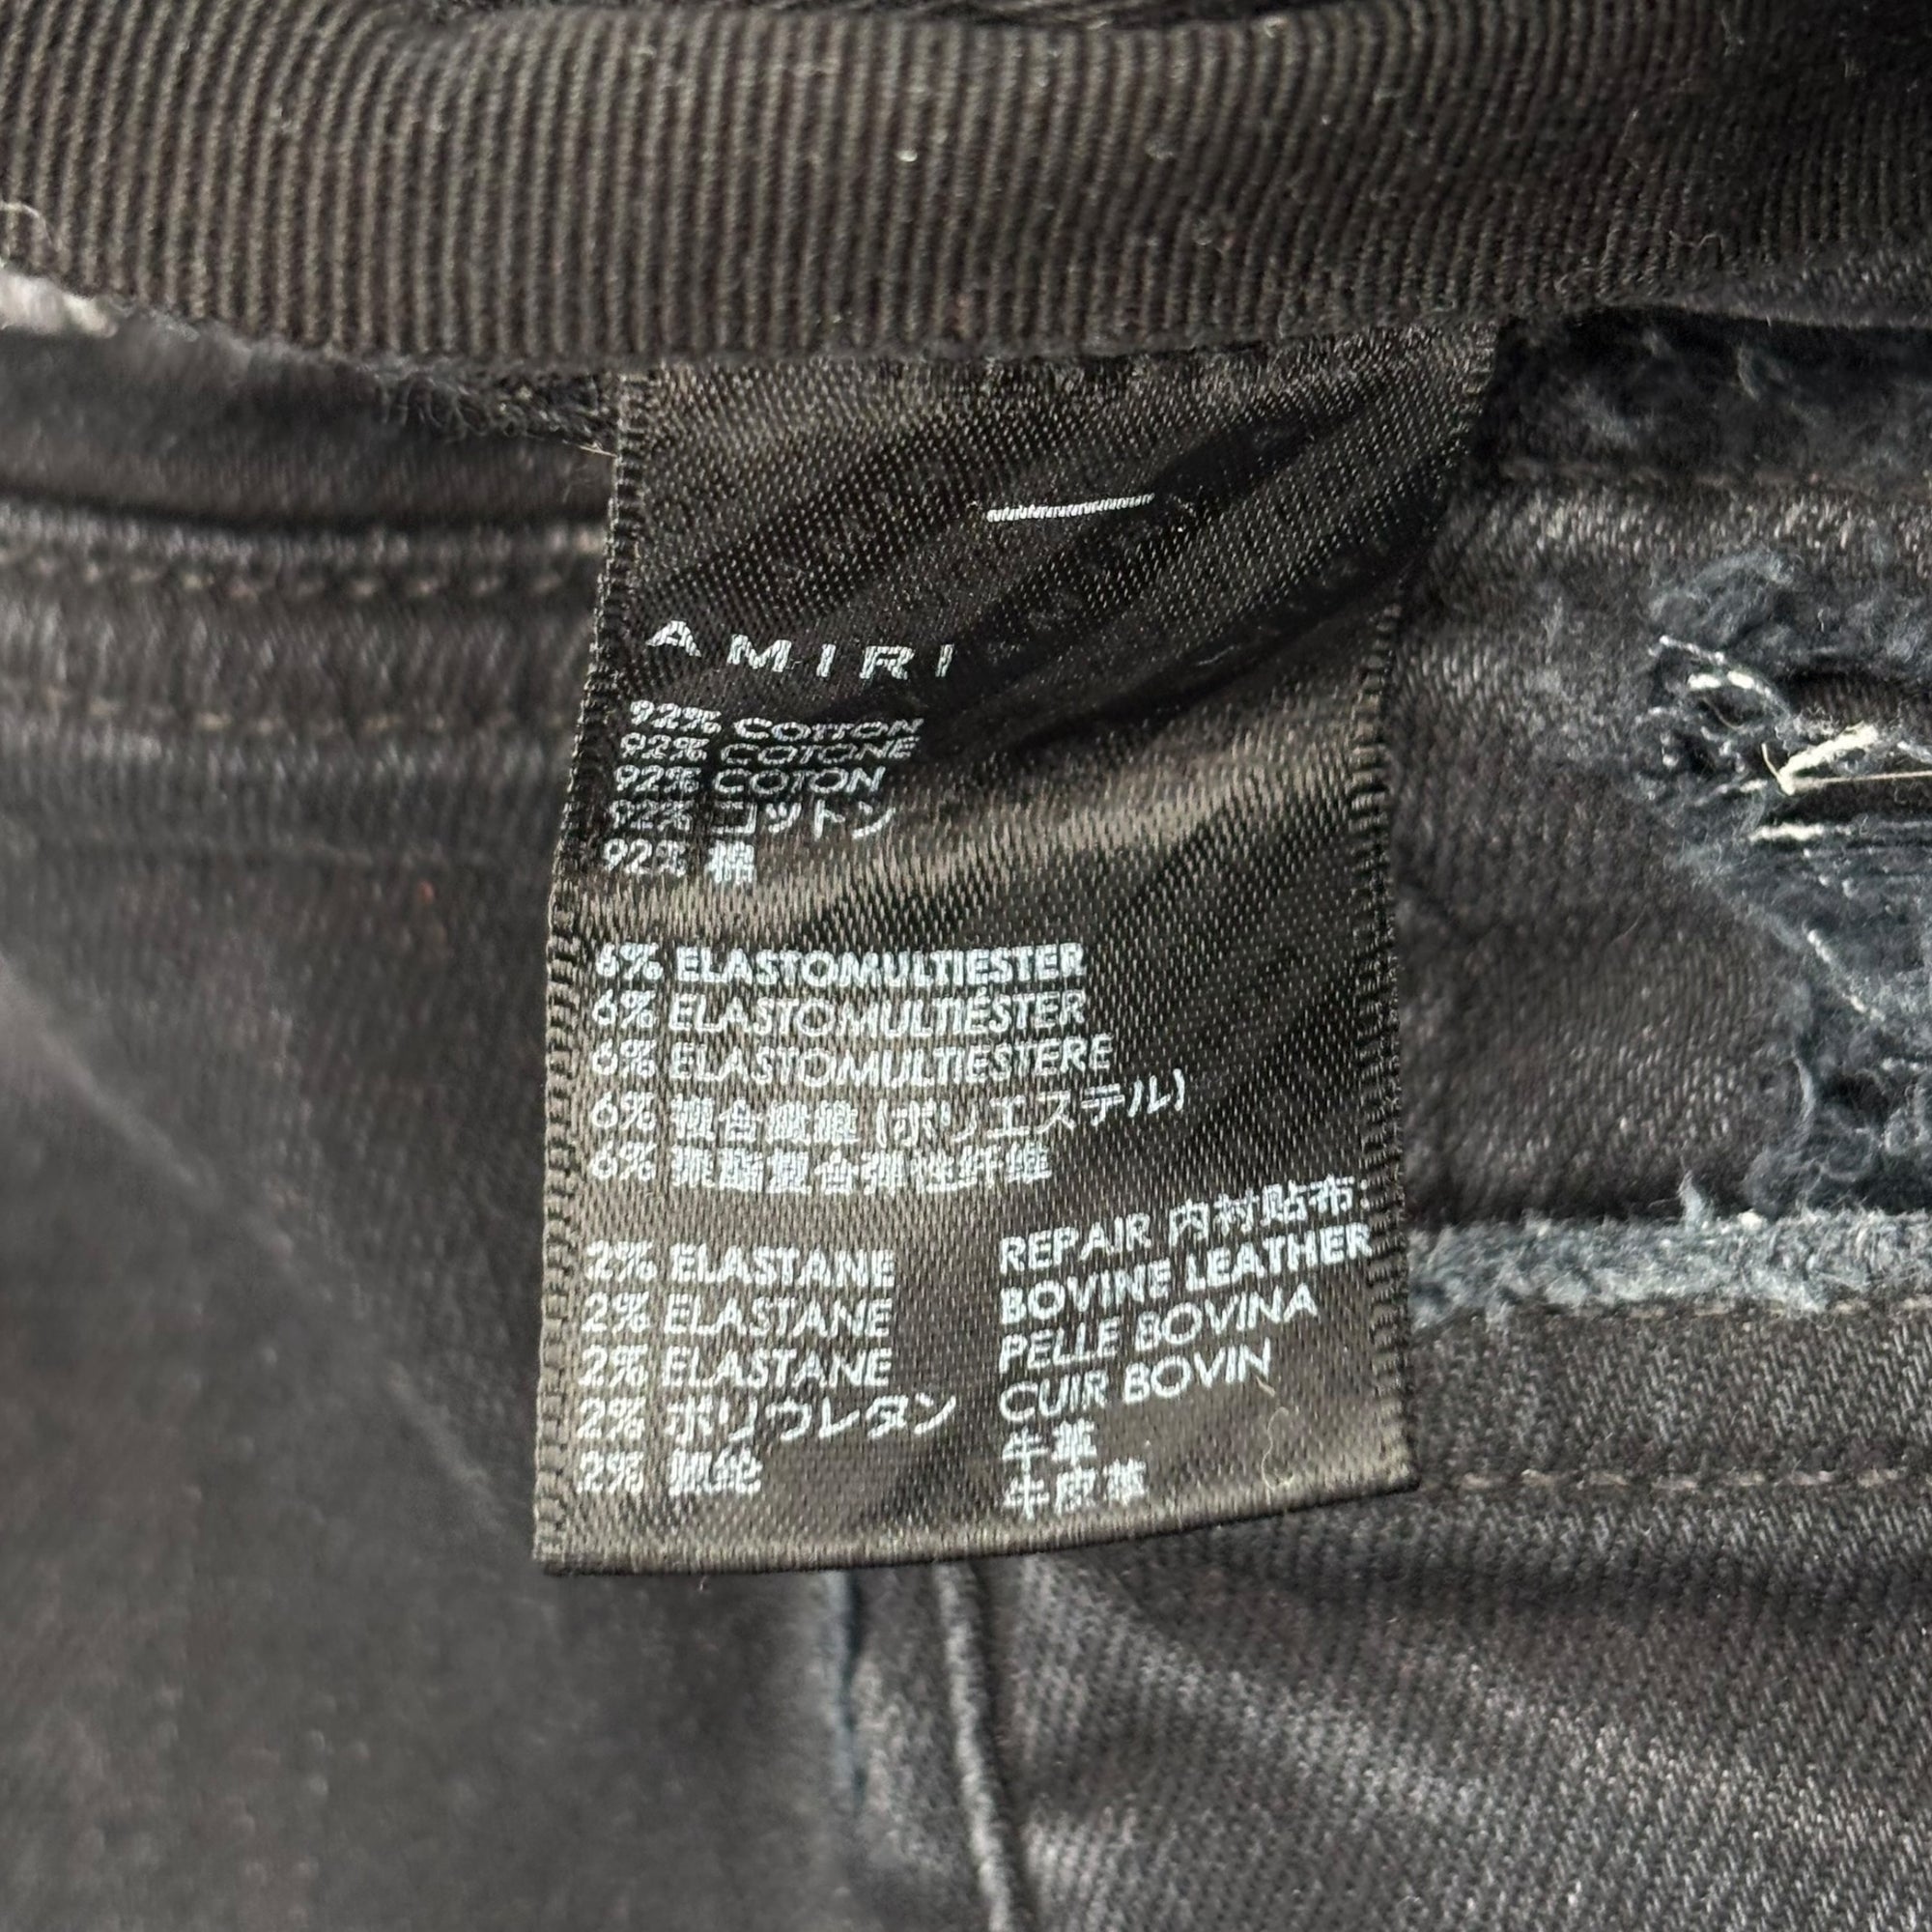 AMIRI
92% COTTON
92% COTONE
92% COTON
92% コットン
92% 棉
6% ELASTOMULTIESTER
6% ELASTOMULTIÉSTER
6% ELASTOMULTIESTERE
6% 複合繊維 (ポリエステル)
6% 聚酯复合弹性纤维
2% ELASTANE
2% ELASTANE
2% ELASTANE
2% ポリウレタン
2% 氨纶
REPAIR 内衬贴布:
BOVINE LEATHER
PELLE BOVINA
CUIR BOVIN
牛革
牛皮革